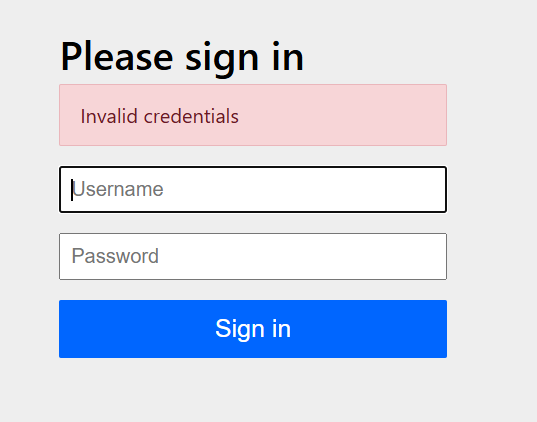 Please sign in
Invalid credentials
Username
Password
Sign in